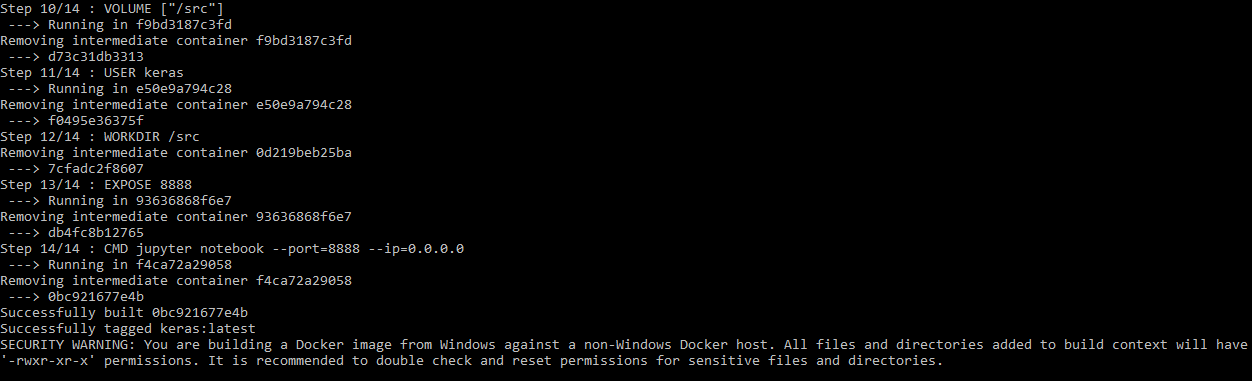 Step 10/14 : VOLUME ["/src"]
 ---> Running in f9bd3187c3fd
Removing intermediate container f9bd3187c3fd
 ---> d73c31db3313
Step 11/14 : USER keras
 ---> Running in e50e9a794c28
Removing intermediate container e50e9a794c28
 ---> f0495e36375f
Step 12/14 : WORKDIR /src
Removing intermediate container 0d219beb25ba
 ---> 7cfadc2f8607
Step 13/14 : EXPOSE 8888
 ---> Running in 93636868f6e7
Removing intermediate container 93636868f6e7
 ---> db4fc8b12765
Step 14/14 : CMD jupyter notebook --port=8888 --ip=0.0.0.0
 ---> Running in f4ca72a29058
Removing intermediate container f4ca72a29058
 ---> 0bc921677e4b
Successfully built 0bc921677e4b
Successfully tagged keras:latest
SECURITY WARNING: You are building a Docker image from Windows against a non-Windows Docker host. All files and directories added to build context will have
'-rwxr-xr-x' permissions. It is recommended to double check and reset permissions for sensitive files and directories.